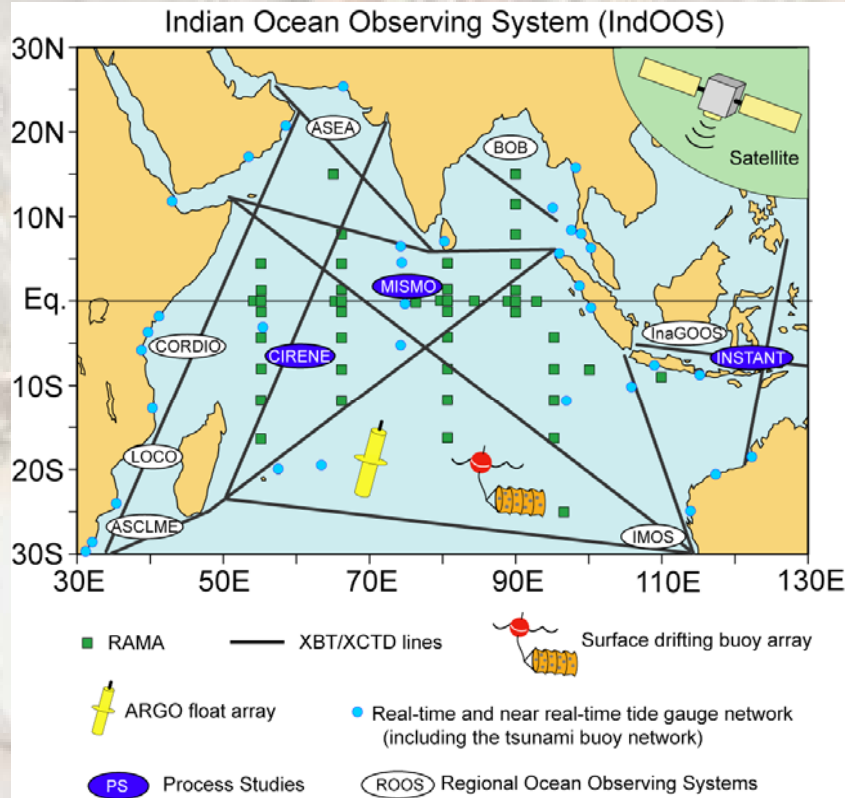 Indian Ocean Observing System (IndOOS)
30N
20N
10N
Eq.
10S
20S
30S
ASEA
BOB
Satellite
MISMO
InaGOOS
CORDIO
CIRENE
INSTANT
LOCO
ASCLME
IMOS
30E 50E 70E 90E 110E 130E
RAMA
XBT/XCTD lines
Surface drifting buoy array
ARGO float array
Real-time and near real-time tide gauge network
(including the tsunami buoy network)
PS Process Studies
ROOS Regional Ocean Observing Systems